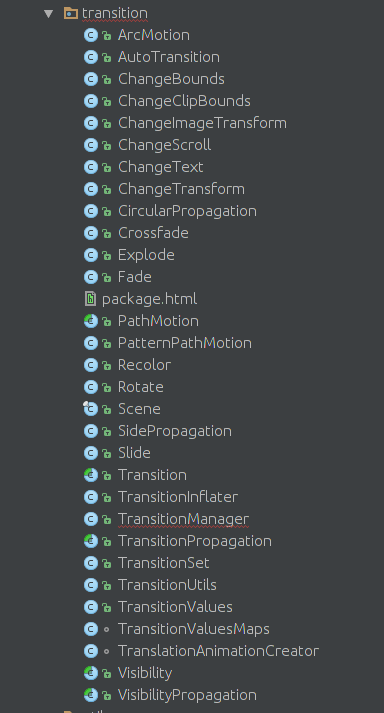 transition
ArcMotion
AutoTransition
ChangeBounds
ChangeClipBounds
ChangeImageTransform
ChangeScroll
ChangeText
ChangeTransform
CircularPropagation
Crossfade
Explode
Fade
package.html
PathMotion
PatternPathMotion
Recolor
Rotate
Scene
SidePropagation
Slide
Transition
TransitionInflater
TransitionManager
TransitionPropagation
TransitionSet
TransitionUtils
TransitionValues
TransitionValuesMaps
TranslationAnimationCreator
Visibility
VisibilityPropagation